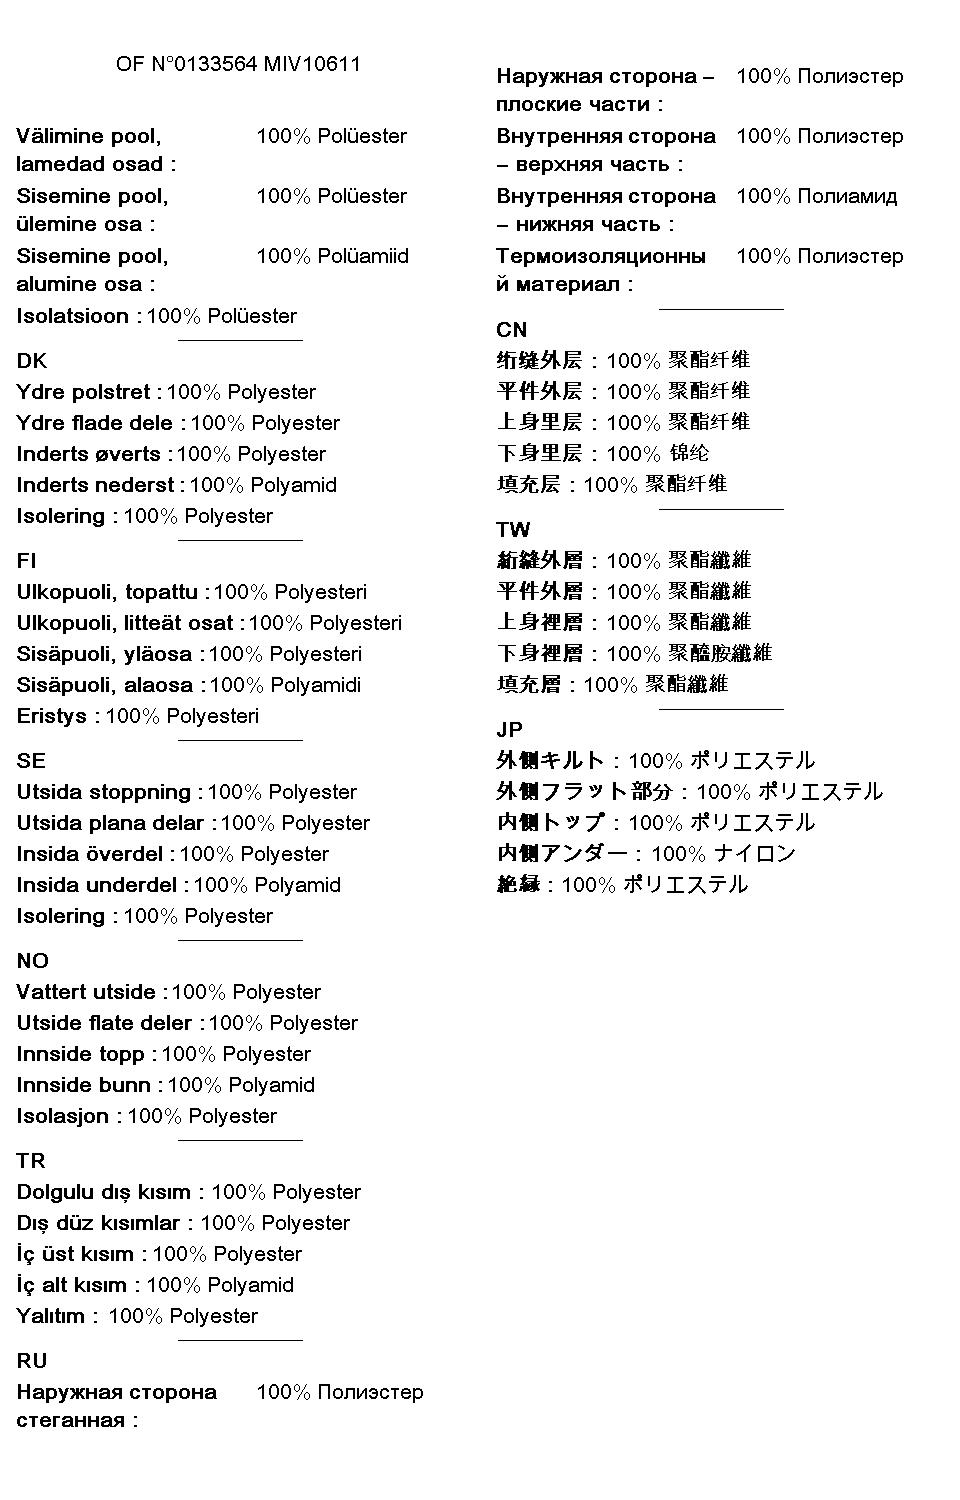 OF N°0133564 MIV10611
Välimine pool, 100% Polüester
lamedad osad :
Sisemine pool, 100% Polüester
ülemine osa :
Sisemine pool, 100% Polüamiid
alumine osa :
Isolatsioon : 100% Polüester
DK
Ydre polstret : 100% Polyester
Ydre flade dele : 100% Polyester
Inderts øverts : 100% Polyester
Inderts nederst : 100% Polyamid
Isolering : 100% Polyester
FI
Ulkopuoli, topattu : 100% Polyesteri
Ulkopuoli, litteät osat : 100% Polyesteri
Sisäpuoli, yläosa : 100% Polyesteri
Sisäpuoli, alaosa : 100% Polyamidi
Eristys : 100% Polyesteri
SE
Utsida stoppning : 100% Polyester
Utsida plana delar : 100% Polyester
Insida överdel : 100% Polyester
Insida underdel : 100% Polyamid
Isolering : 100% Polyester
NO
Vattert utside : 100% Polyester
Utside flate deler : 100% Polyester
Innside topp : 100% Polyester
Innside bunn : 100% Polyamid
Isolasjon : 100% Polyester
TR
Dolgulu dış kısım : 100% Polyester
Dış düz kısımlar : 100% Polyester
İç üst kısım : 100% Polyester
İç alt kısım : 100% Polyamid
Yalıtım : 100% Polyester
RU
Наружная сторона 100% Полиэстер
стеганная :
Наружная сторона – 100% Полиэстер
плоские части :
Внутренняя сторона 100% Полиэстер
– верхняя часть :
Внутренняя сторона 100% Полиамид
– нижняя часть :
Термоизоляционны 100% Полиэстер
й материал :
CN
绗缝外层 : 100% 聚酯纤维
平件外层 : 100% 聚酯纤维
上身里层 : 100% 聚酯纤维
下身里层 : 100% 锦纶
填充层 : 100% 聚酯纤维
TW
絎縫外層 : 100% 聚酯纖維
平件外層 : 100% 聚酯纖維
上身裡層 : 100% 聚酯纖維
下身裡層 : 100% 聚醯胺纖維
填充層 : 100% 聚酯纖維
JP
外側キルト : 100% ポリエステル
外側フラット部分 : 100% ポリエステル
内側トップ : 100% ポリエステル
内側アンダー : 100% ナイロン
絶縁 : 100% ポリエステル